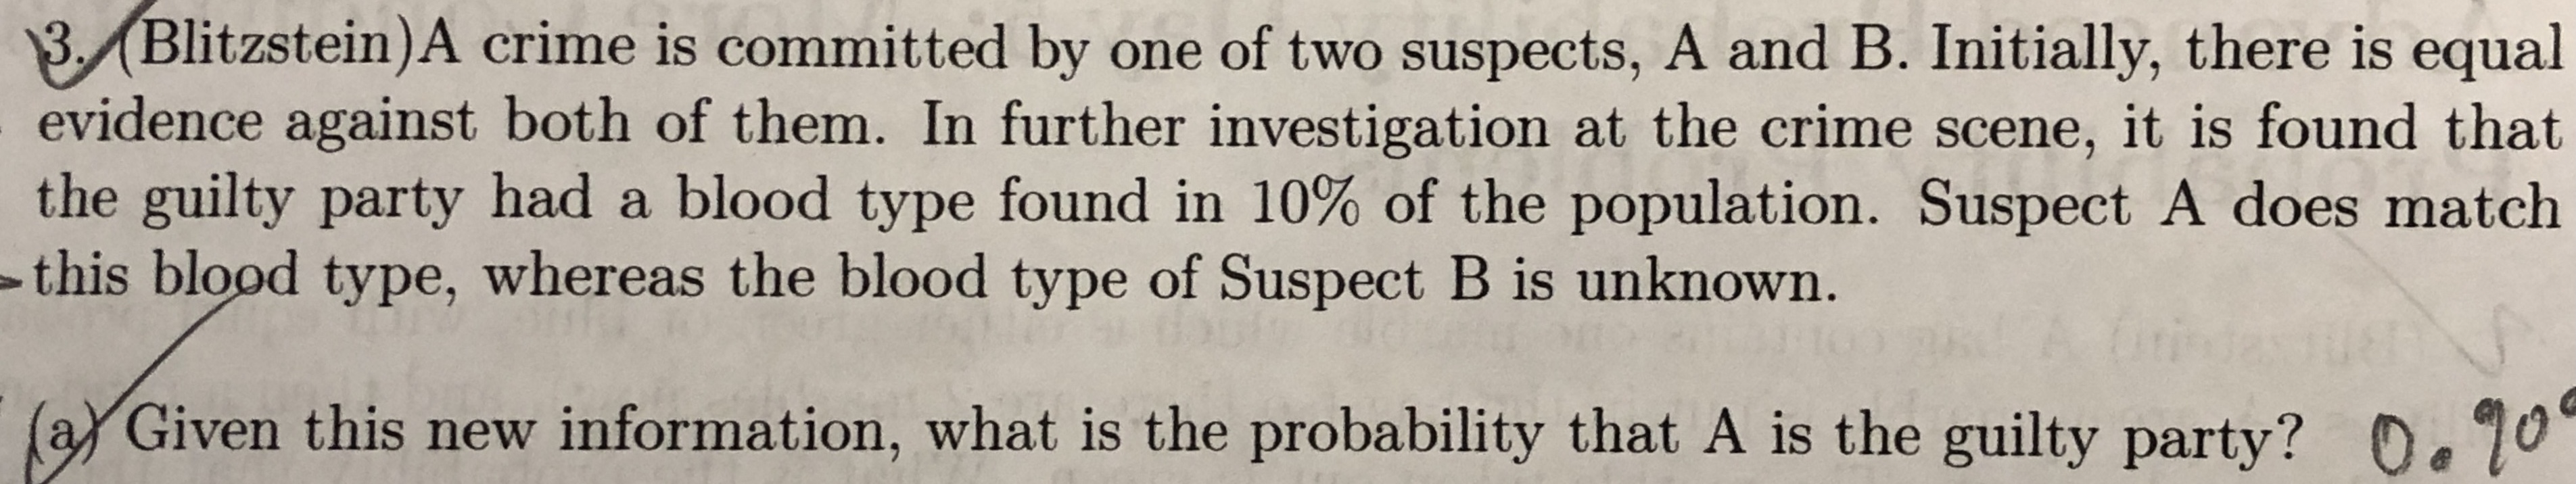 3. (Blitzstein)A crime is committed by one of two suspects, A and B. Initially, there is equal
evidence against both of them. In further investigation at the crime scene, it is found that
the guilty party had a blood type found in 10% of the population. Suspect A does match
this blood type, whereas the blood type of Suspect B is unknown.
(a) Given this new information, what is the probability that A is the guilty party? 0.90